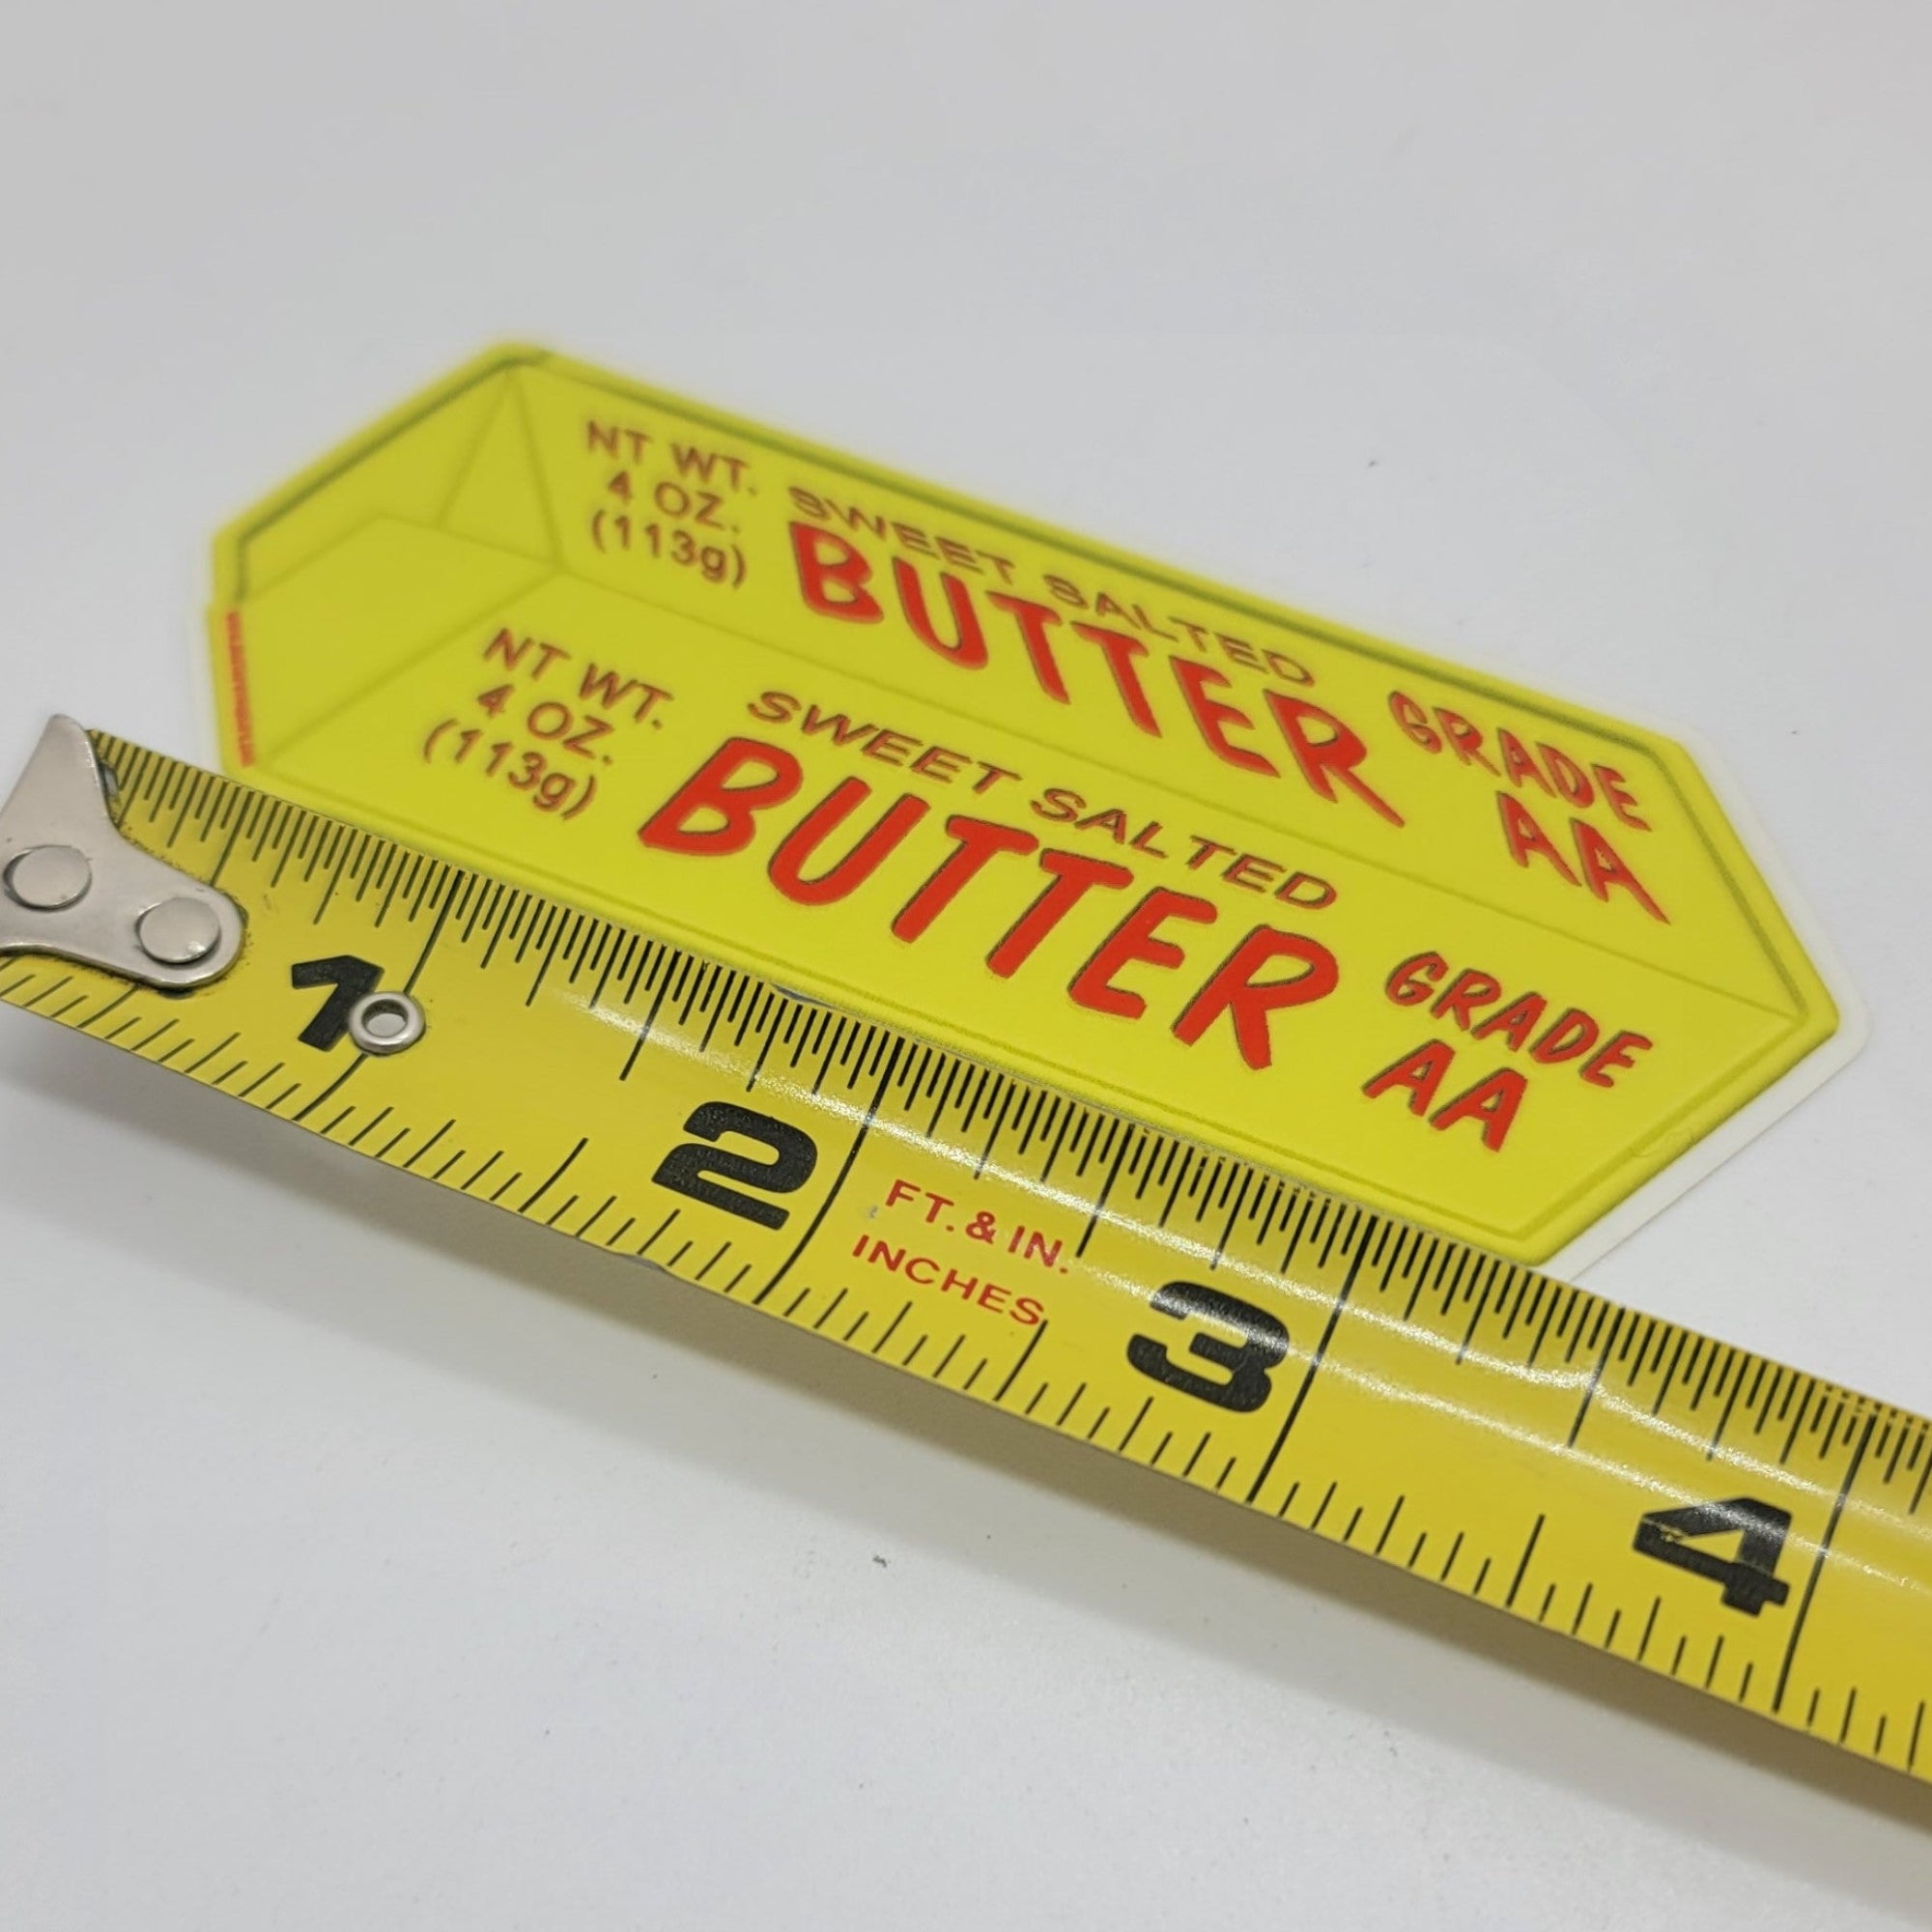 NT WT.
4 OZ.
(113g)
SWEET SALTED
BUTTER
GRADE
AA
NT WT.
4 OZ.
(113g)
SWEET SALTED
BUTTER
GRADE
AA
1
2
FT. & IN.
INCHES
3
4